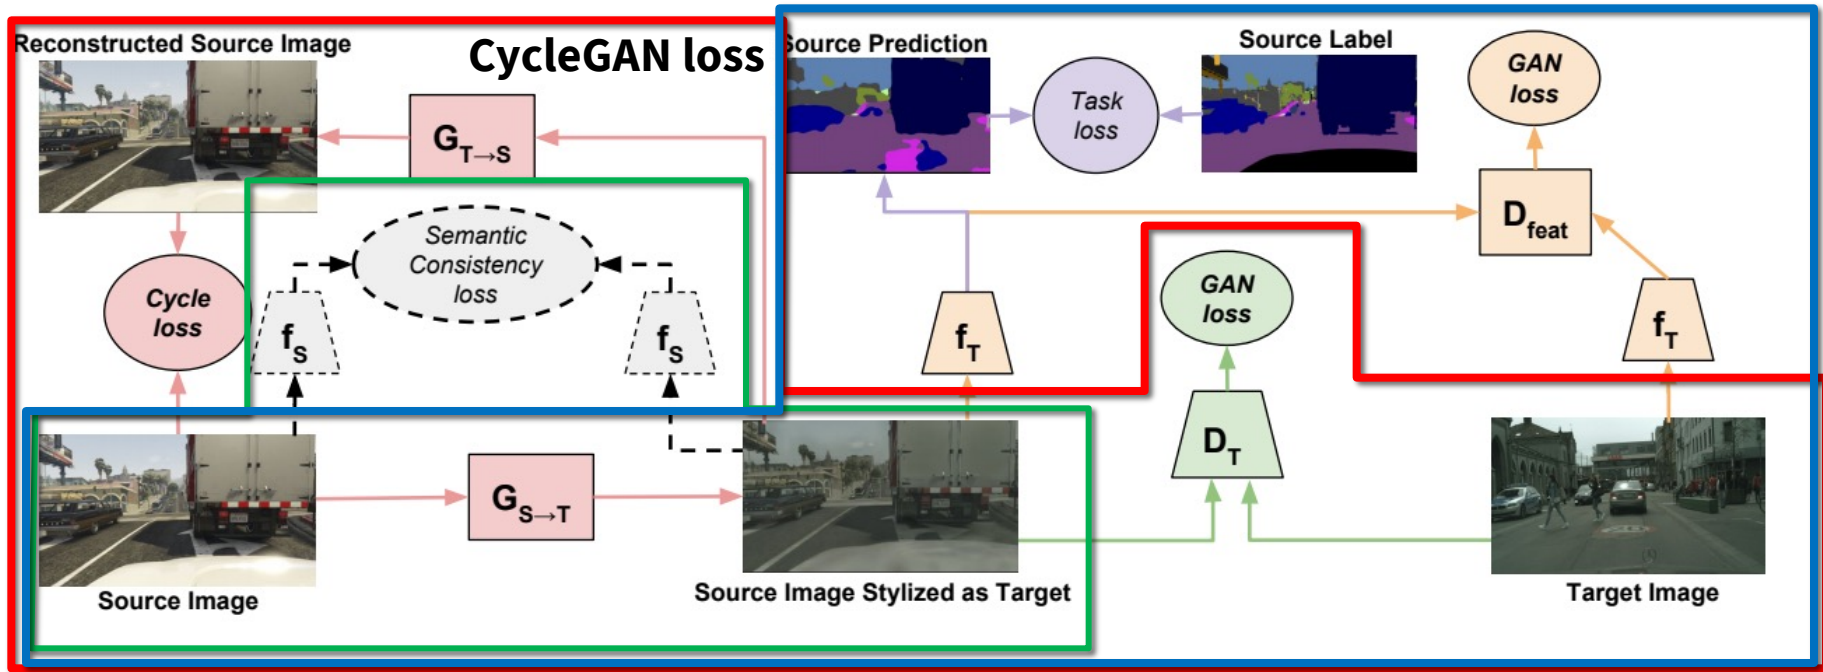 Reconstructed Source Image
CycleGAN loss
Source Prediction
Source Label
GAN
loss
Task
loss
G T→S
D feat
Semantic
Consistency
loss
GAN
loss
Cycle
loss
f S
f S
f T
f T
D T
G S→T
Source Image
Source Image Stylized as Target
Target Image